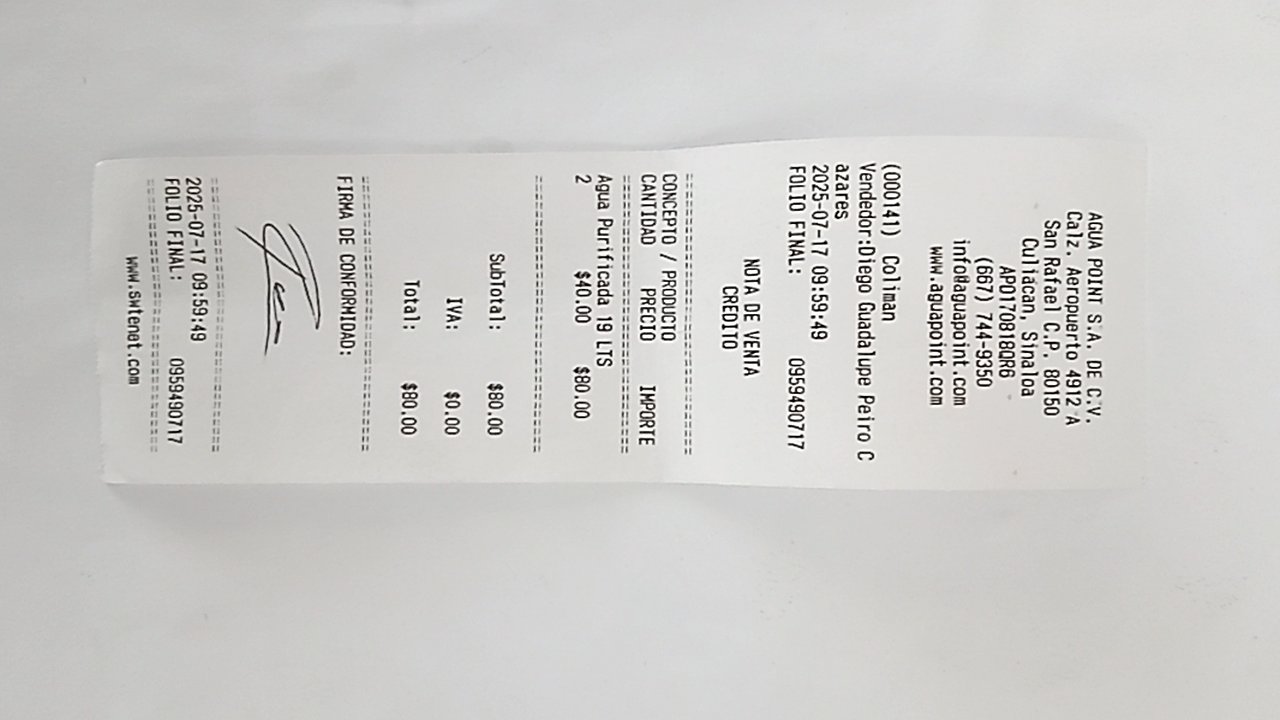 AGUA POINT S.A. DE C.V.
Calz. Aeropuerto 4912 A
San Rafael C.P. 80150
Culiacan, Sinaloa
APO170818QR6
(667) 744-9350
info@aguapoint.com
www.aguapoint.com
(000141) Coliman
Vendedor:Diego Guadalupe Peiro C
azares
2025-07-17 09:59:49
FOLIO FINAL: 0959490717
NOTA DE VENTA
CREDITO
================================
CONCEPTO / PRODUCTO
CANTIDAD PRECIO IMPORTE
================================
Agua Purificada 19 LTS
2 $40.00 $80.00
================================
SubTotal: $80.00
IVA: $0.00
Total: $80.00
================================
FIRMA DE CONFORMIDAD:
================================
2025-07-17 09:59:49
FOLIO FINAL: 0959490717
================================
www.swtenet.com